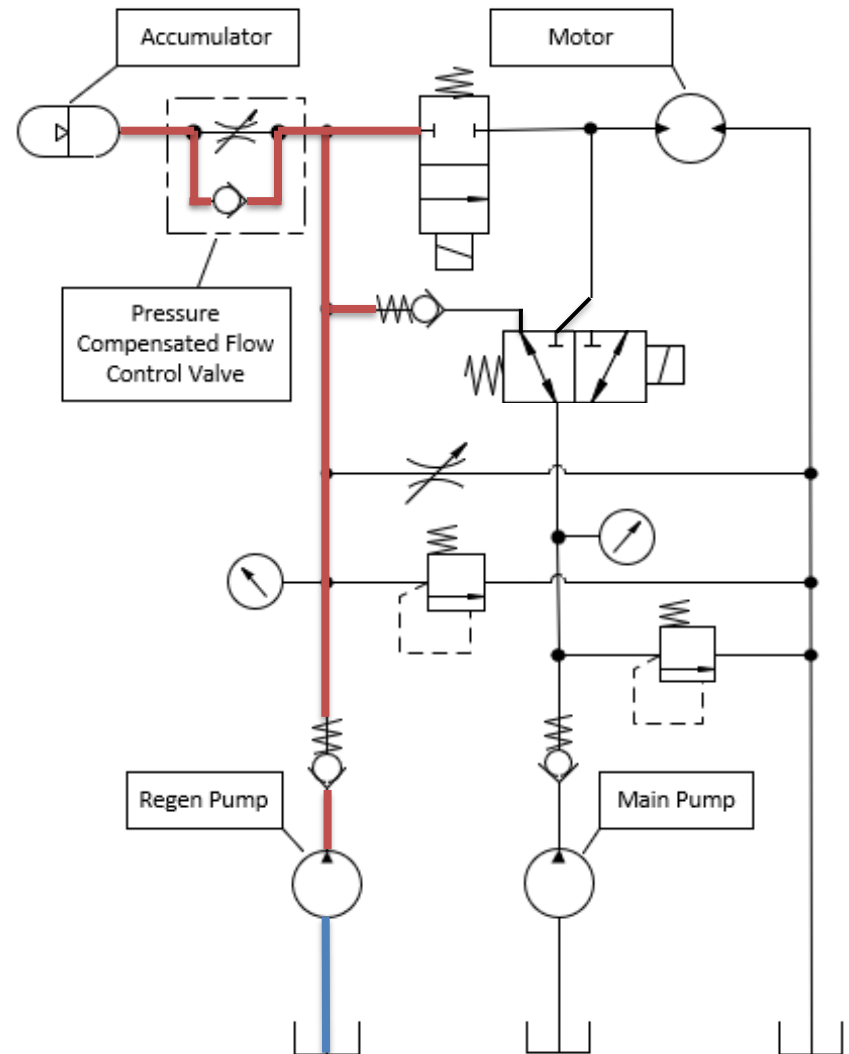 Accumulator
Motor
Pressure
Compensated Flow
Control Valve
Regen Pump
Main Pump